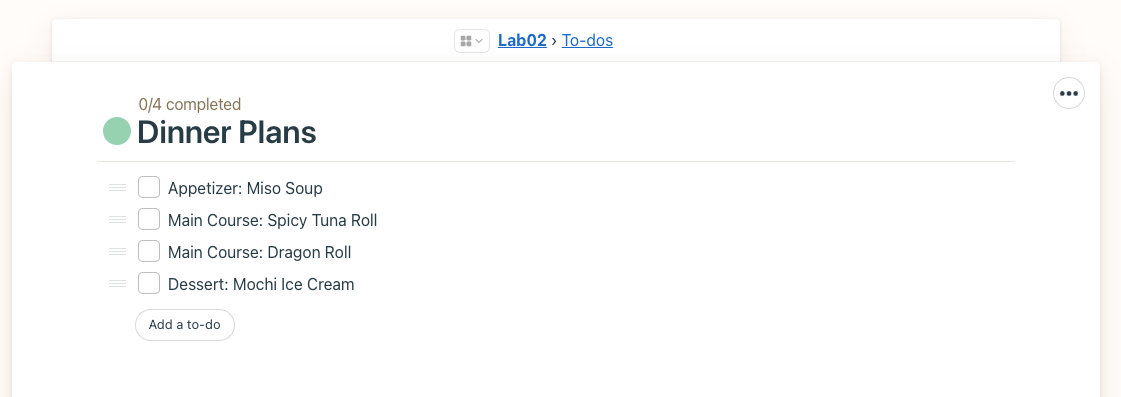 Lab02 › To-dos
0/4 completed
Dinner Plans
Appetizer: Miso Soup
Main Course: Spicy Tuna Roll
Main Course: Dragon Roll
Dessert: Mochi Ice Cream
Add a to-do